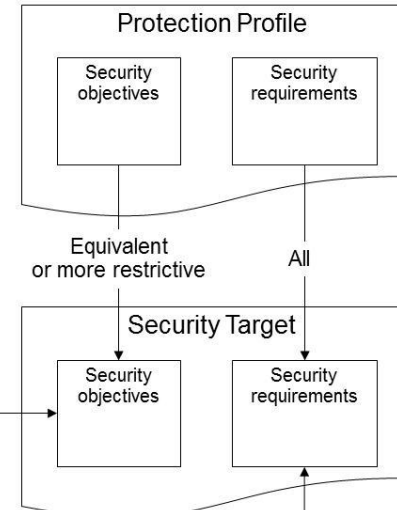 Protection Profile
Security
objectives
Security
requirements
Equivalent
or more restrictive
All
Security Target
Security
objectives
Security
requirements